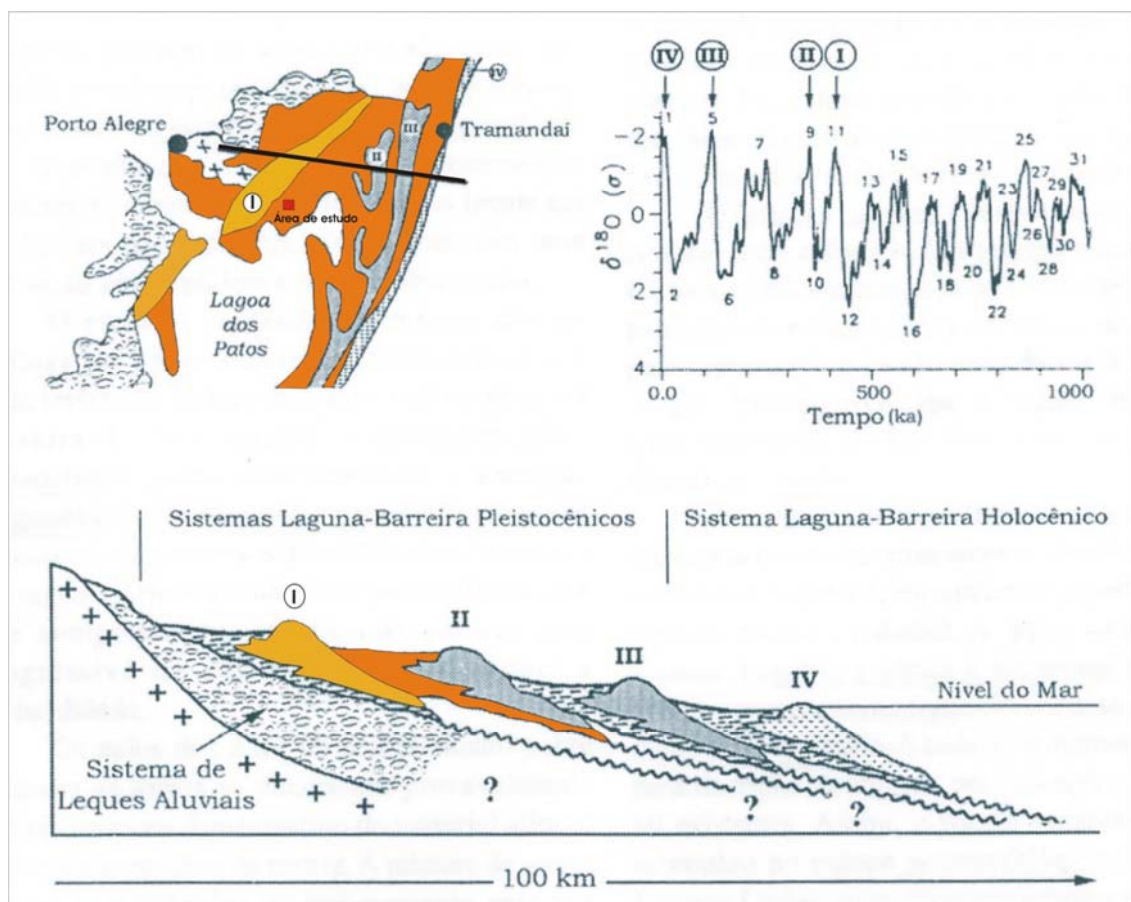 Porto Alegre
Tramandaí
IV
III
II
I
Área de estudo
Lagoa
dos
Patos
IV III II I
1 5 9 11
7 13 15 17 19 21 23 25 27 29 31
2 6 8 10 12 14 16 18 20 22 24 26 28 30
-2
0
2
4
δ18O (σ)
0.0 500 1000
Tempo (ka)
Sistemas Laguna-Barreira Pleistocênicos
Sistema Laguna-Barreira Holocênico
I
II
III
IV
Nivel do Mar
Sistema de
Leques Aluviais
? ? ?
100 km